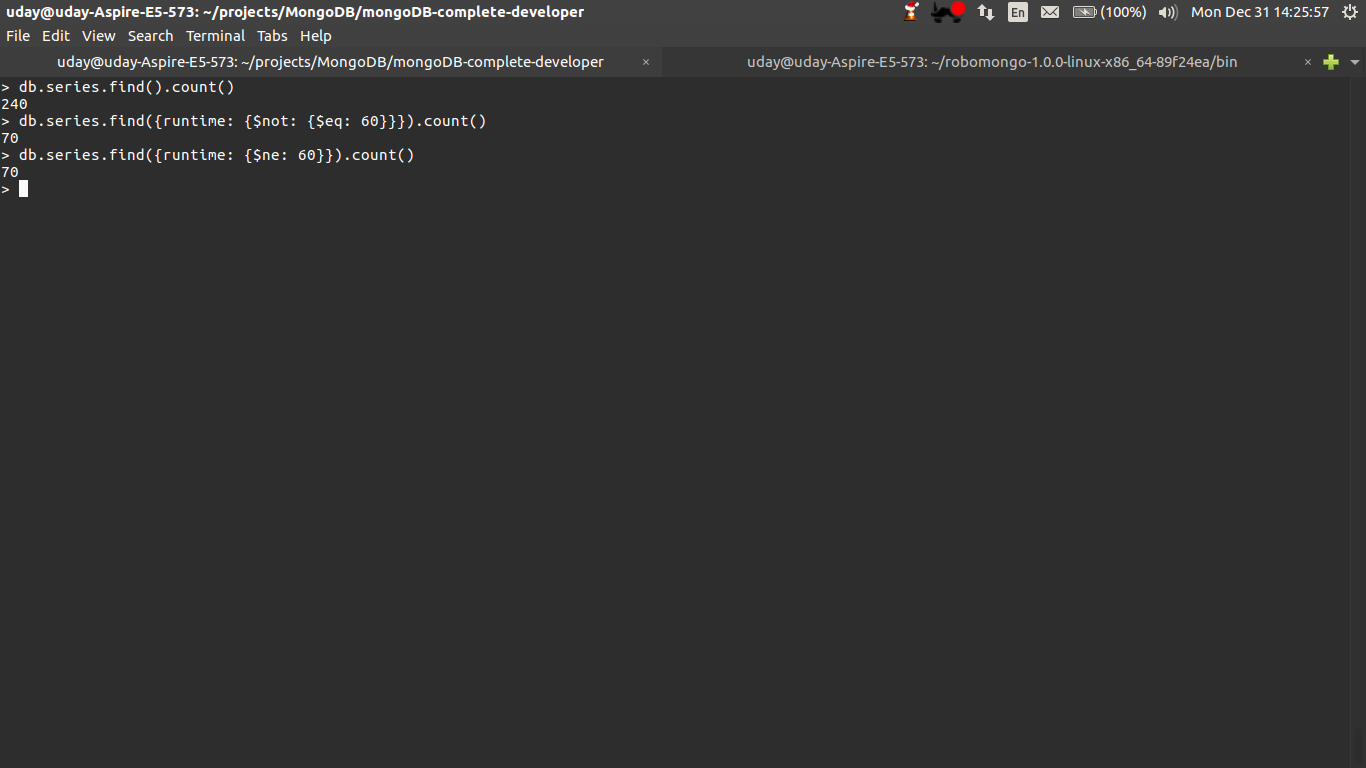 uday@uday-Aspire-E5-573: ~/projects/MongoDB/mongoDB-complete-developer En (100%) Mon Dec 31 14:25:57
File Edit View Search Terminal Tabs Help
uday@uday-Aspire-E5-573: ~/projects/MongoDB/mongoDB-complete-developer × uday@uday-Aspire-E5-573: ~/robomongo-1.0.0-linux-x86_64-89f24ea/bin ×
> db.series.find().count()
240
> db.series.find({runtime: {$not: {$eq: 60}}}).count()
70
> db.series.find({runtime: {$ne: 60}}).count()
70
>